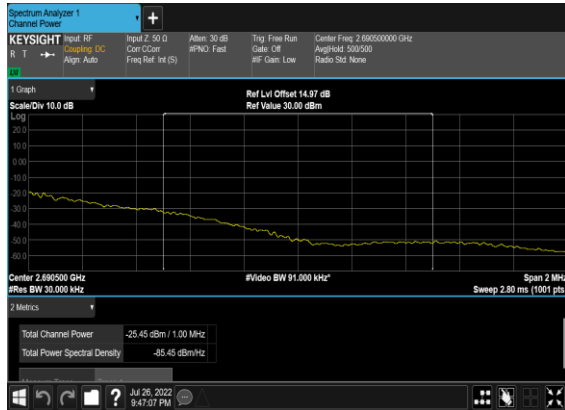 Spectrum Analyzer 1
Channel Power
+
KEYSIGHT Input: RF Input Z: 50 Ω Atten: 30 dB Trig: Free Run Center Freq: 2.690500000 GHz
R T Coupling: DC Corr CCorr #PNO: Fast Gate: Off Avg|Hold: 500/500
Align: Auto Freq Ref: Int (S) #IF Gain: Low Radio Std: None
1 Graph
Ref Lvl Offset 14.97 dB
Scale/Div 10.0 dB Ref Value 30.00 dBm
Log
20.0
10.0
0.00
-10.0
-20.0
-30.0
-40.0
-50.0
-60.0
Center 2.690500 GHz #Video BW 91.000 kHz* Span 2 MHz
#Res BW 30.000 kHz Sweep 2.80 ms (1001 pts
2 Metrics
Total Channel Power -25.45 dBm / 1.00 MHz
Total Power Spectral Density -85.45 dBm/Hz
?
Jul 26, 2022
9:47:07 PM